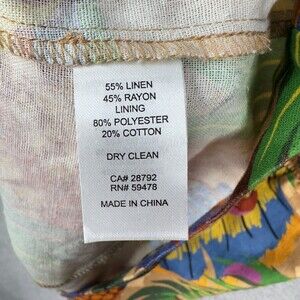 55% LINEN
45% RAYON
LINING
80% POLYESTER
20% COTTON
DRY CLEAN
CA# 28792
RN# 59478
MADE IN CHINA